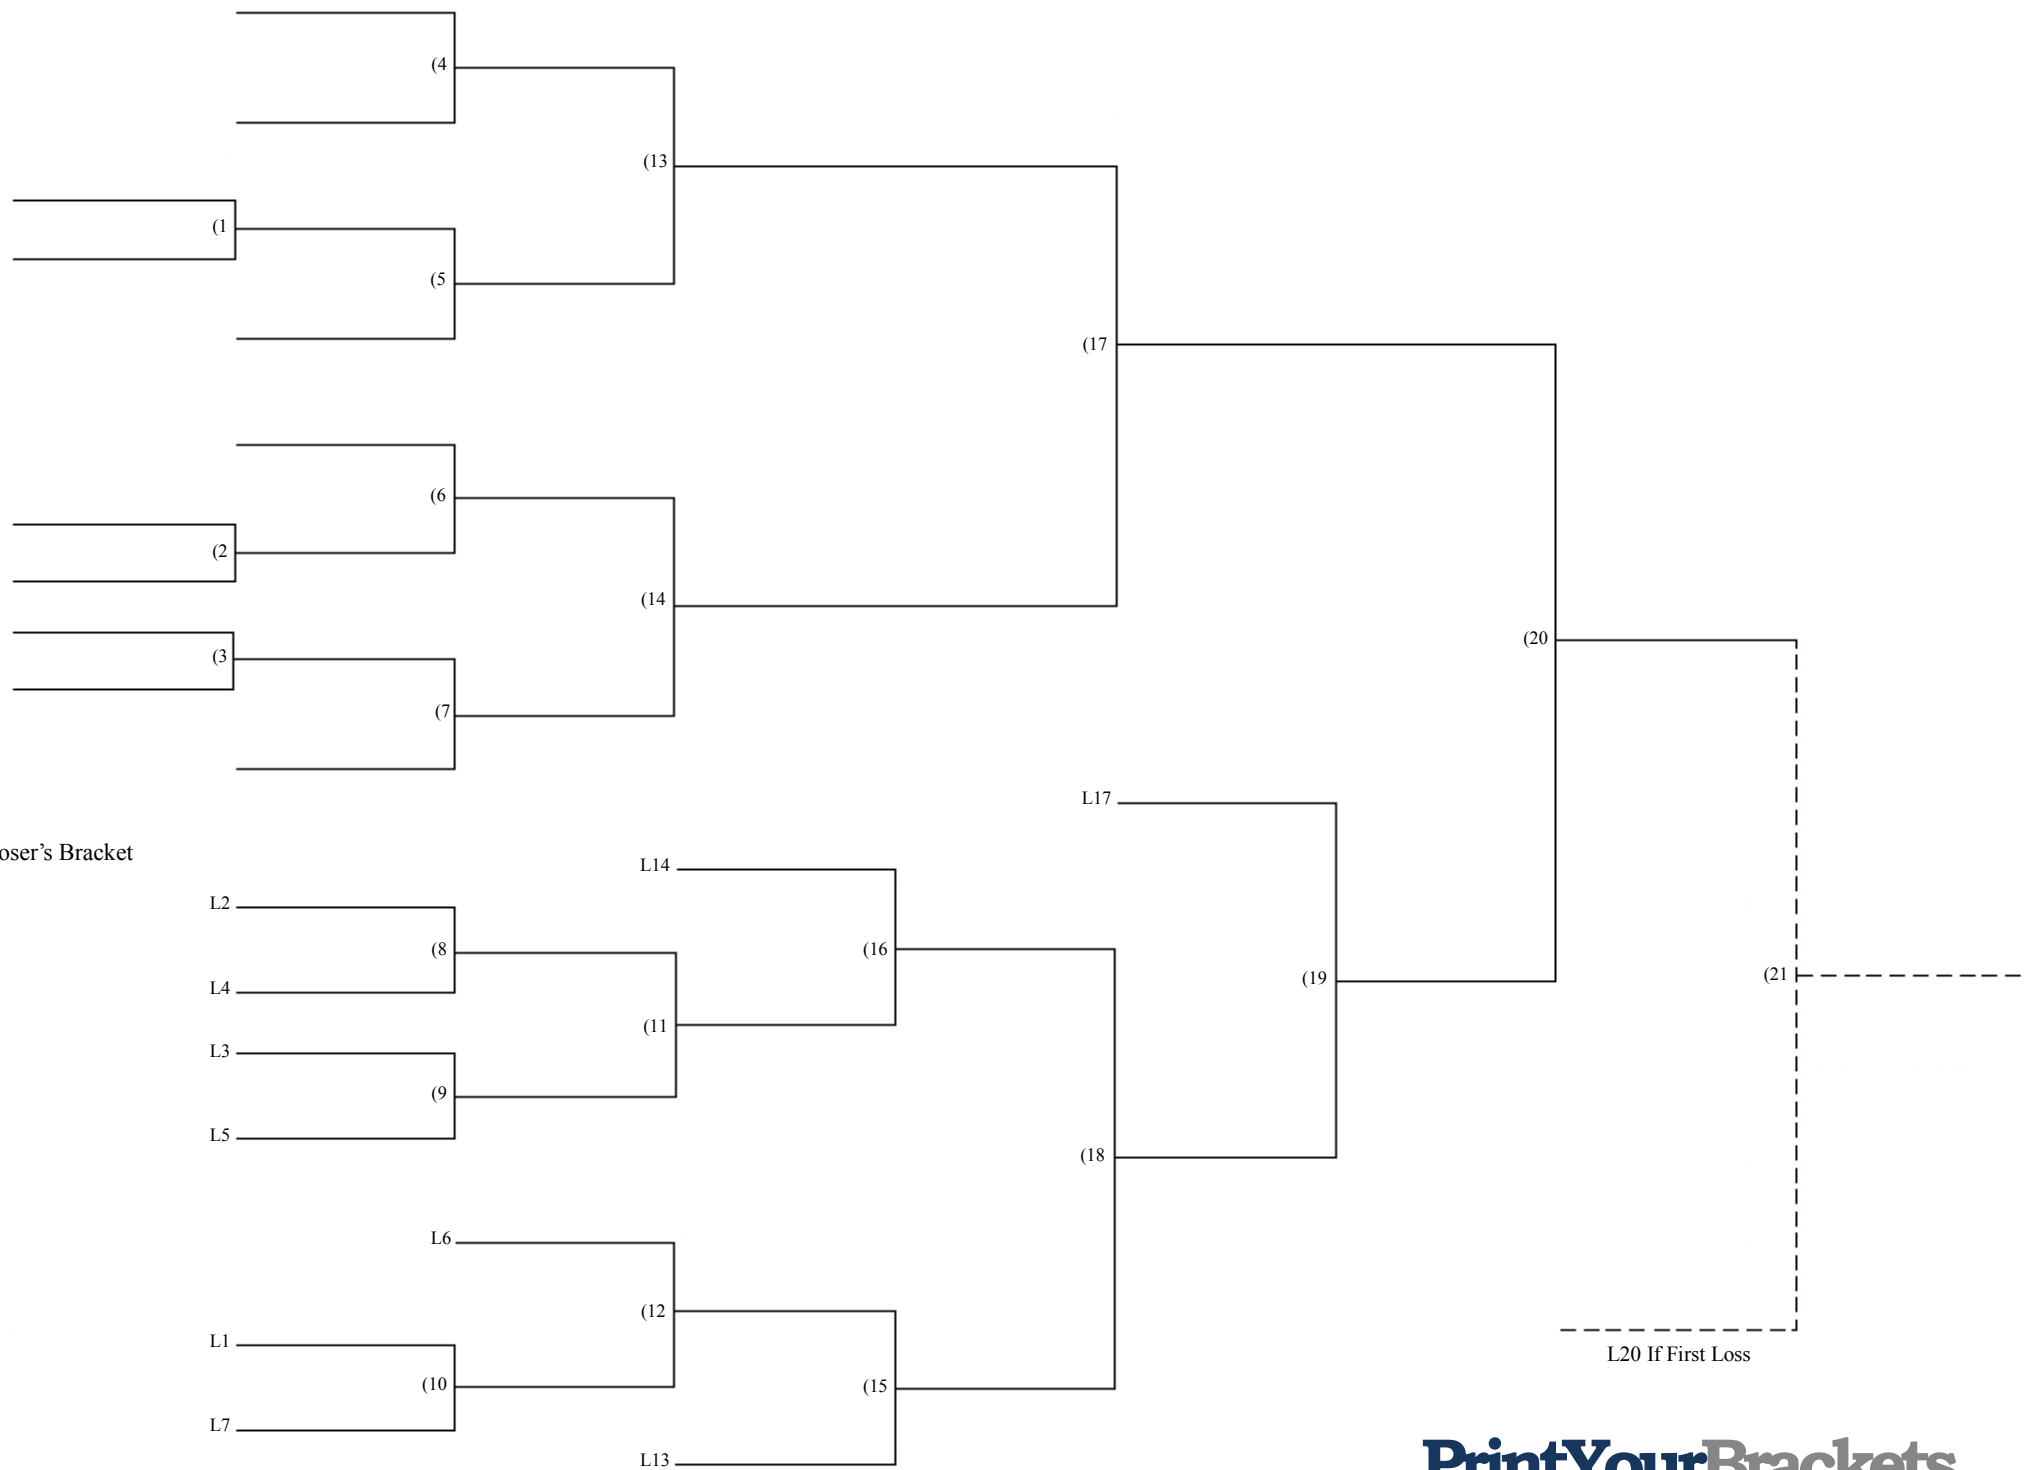 (4
(13
(1
(5
(17
(6
(2
(14
(20
(3
(7
L17
oser’s Bracket
L14
L2
(8
(16
L4
(19
(21
(11
L3
(9
L5
(18
L6
(12
L1
L20 If First Loss
(10
(15
L7
L13
PrintYourBrackets